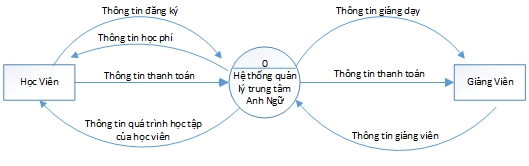 Thông tin đăng ký
Thông tin giảng dạy
Thông tin học phí
0
Học Viên
Thông tin thanh toán
Hệ thống quản
lý trung tâm
Anh Ngữ
Thông tin thanh toán
Giảng Viên
Thông tin quá trình học tập
của học viên
Thông tin giảng viên